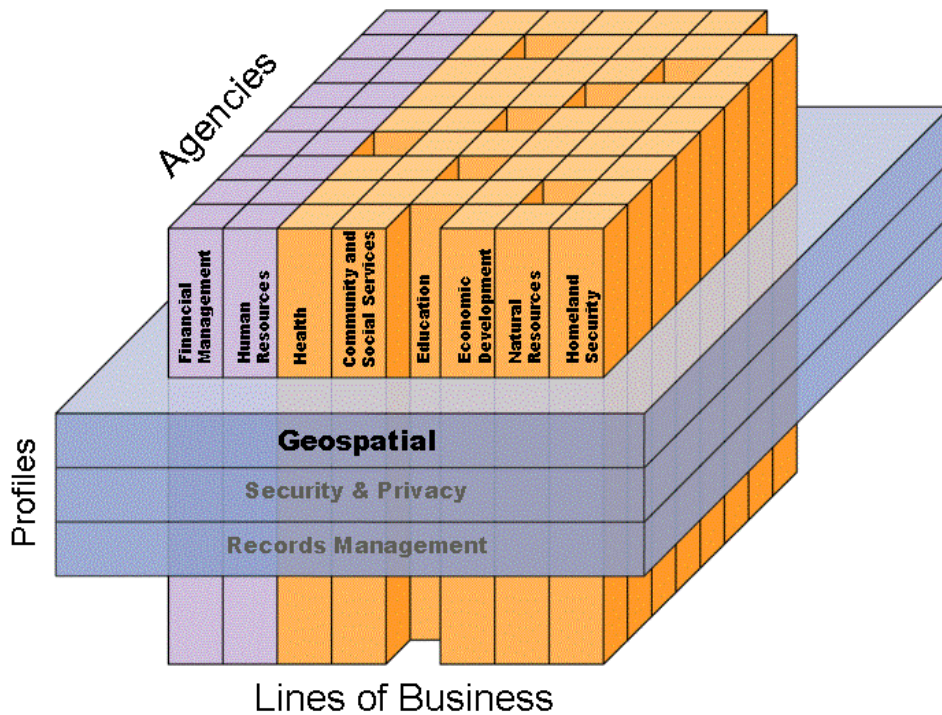 Agencies
Financial
Management
Human
Resources
Health
Community and
Social Services
Education
Economic
Development
Natural
Resources
Homeland
Security
Profiles
Geospatial
Security & Privacy
Records Management
Lines of Business